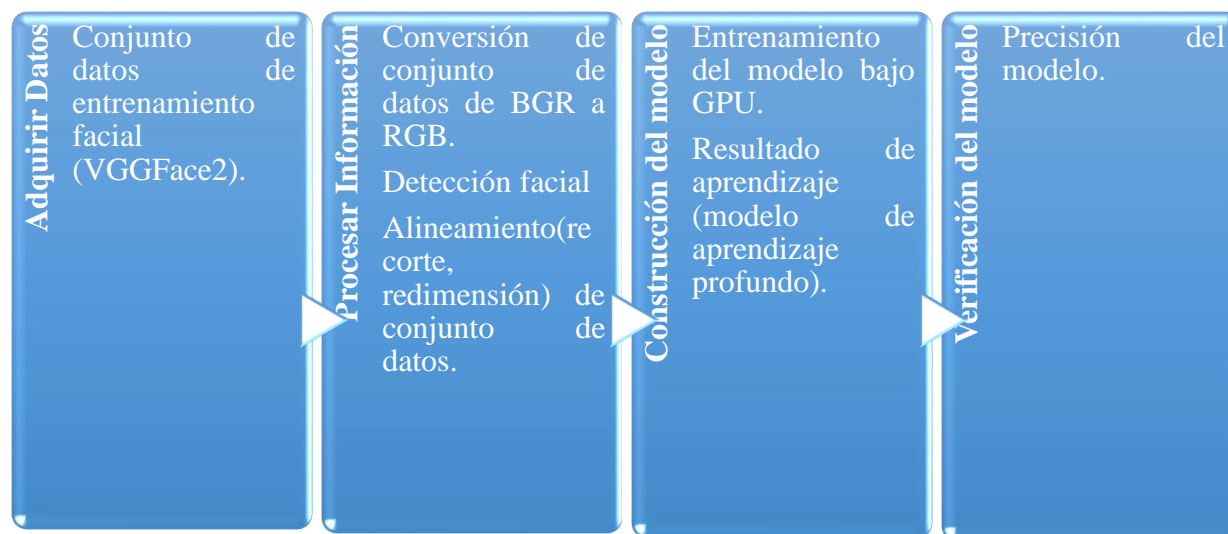 Adquirir Datos
Conjunto de
datos de
entrenamiento
facial
(VGGFace2).
Procesar Información
Conversión de
conjunto de
datos de BGR a
RGB.
Detección facial
Alineamiento(re
corte,
redimensión) de
conjunto de
datos.
Construcción del modelo
Entrenamiento
del modelo bajo
GPU.
Resultado de
aprendizaje
(modelo de
aprendizaje
profundo).
Verificación del modelo
Precisión del
modelo.